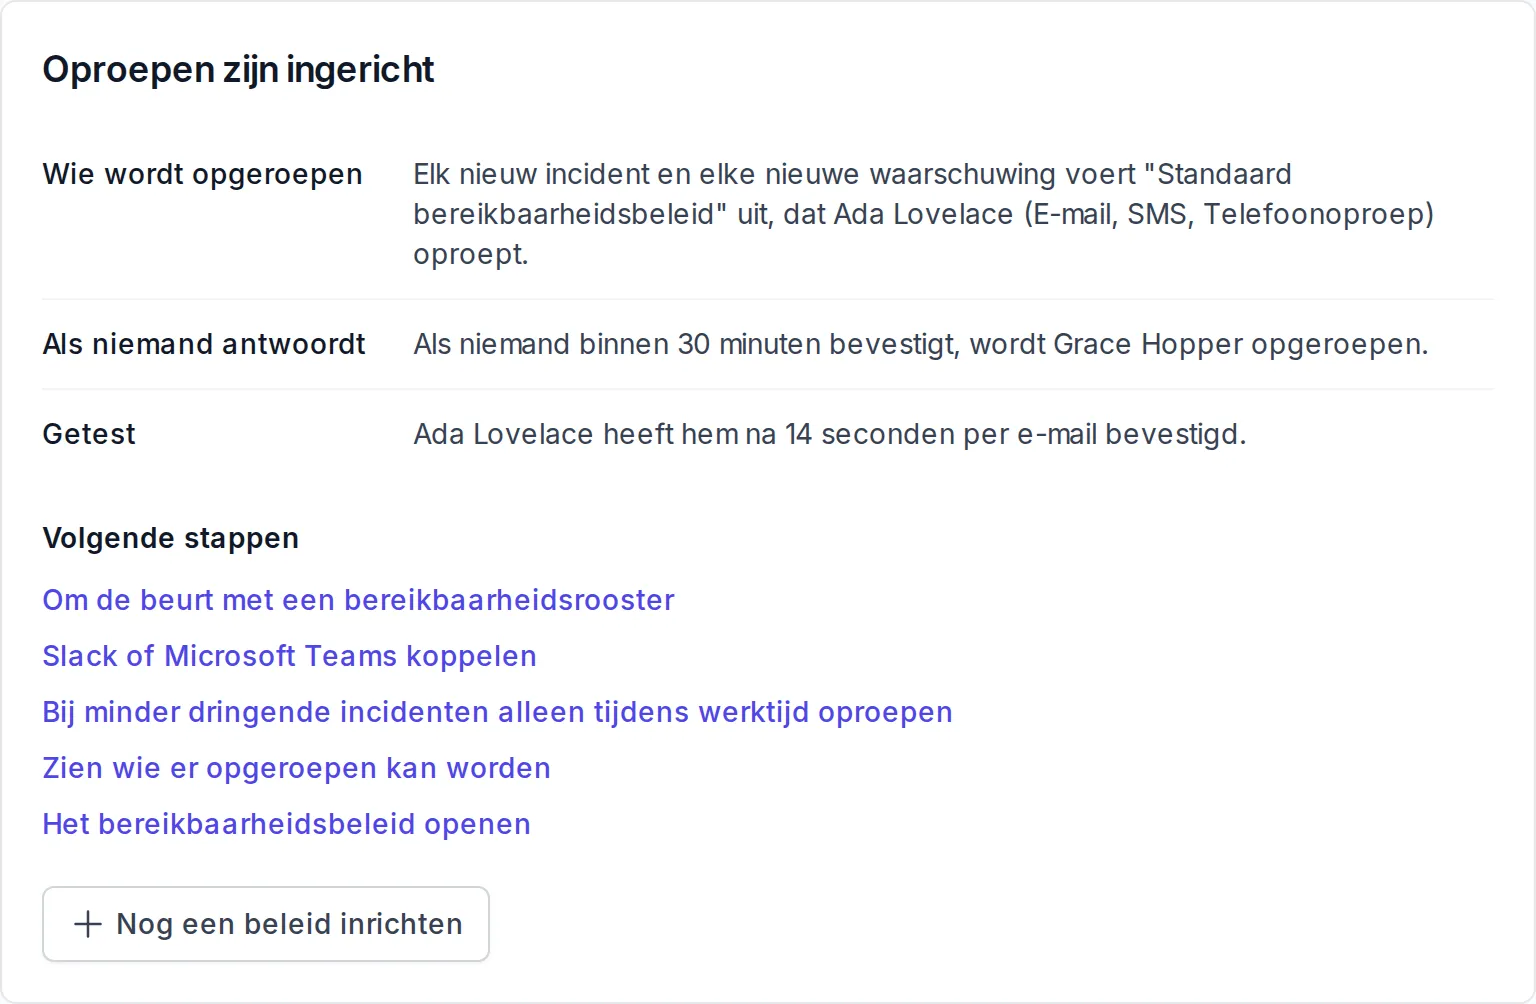 Oproepen zijn ingericht
Wie wordt opgeroepen
Elk nieuw incident en elke nieuwe waarschuwing voert "Standaard
bereikbaarheidsbeleid" uit, dat Ada Lovelace (E-mail, SMS, Telefoonoproep)
oproept.
Als niemand antwoordt
Als niemand binnen 30 minuten bevestigt, wordt Grace Hopper opgeroepen.
Getest
Ada Lovelace heeft hem na 14 seconden per e-mail bevestigd.
Volgende stappen
Om de beurt met een bereikbaarheidsrooster
Slack of Microsoft Teams koppelen
Bij minder dringende incidenten alleen tijdens werktijd oproepen
Zien wie er opgeroepen kan worden
Het bereikbaarheidsbeleid openen
Nog een beleid inrichten